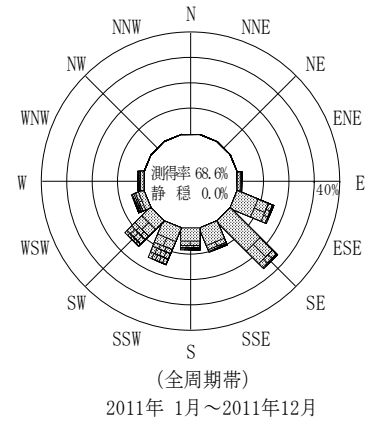 N
NNW
NNE
NW
NE
WNW
ENE
測得率 68.6%
W
静 穏 0.0%
40%
E
WSW
ESE
SW
SE
SSW
SSE
S
(全周期帯)
2011年 1月～2011年12月